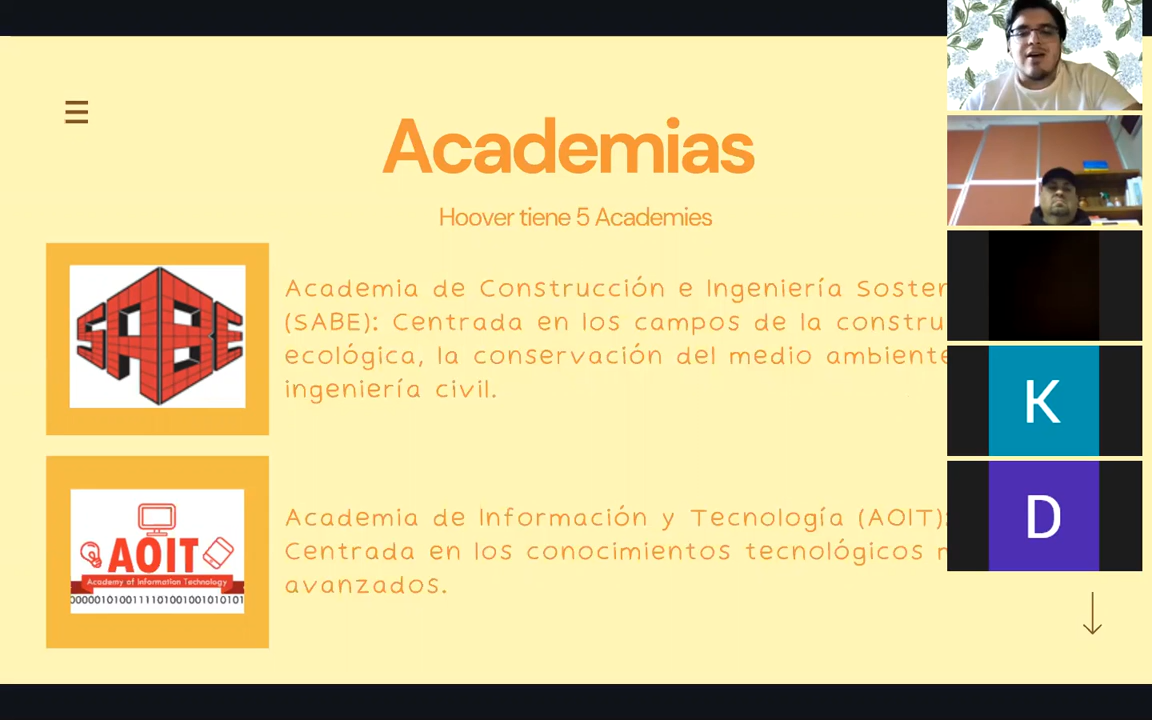 Academias
Hoover tiene 5 Academies
SABE
Academia de Construcción e Ingeniería
(SABE): Centrada en los campos de la
ecológica, la conservación del medio ambiente
ingeniería civil.
AOIT
Academy of Information Technology
Academia de Información y Tecnología (AOIT):
Centrada en los conocimientos tecnológicos
avanzados.
K
D